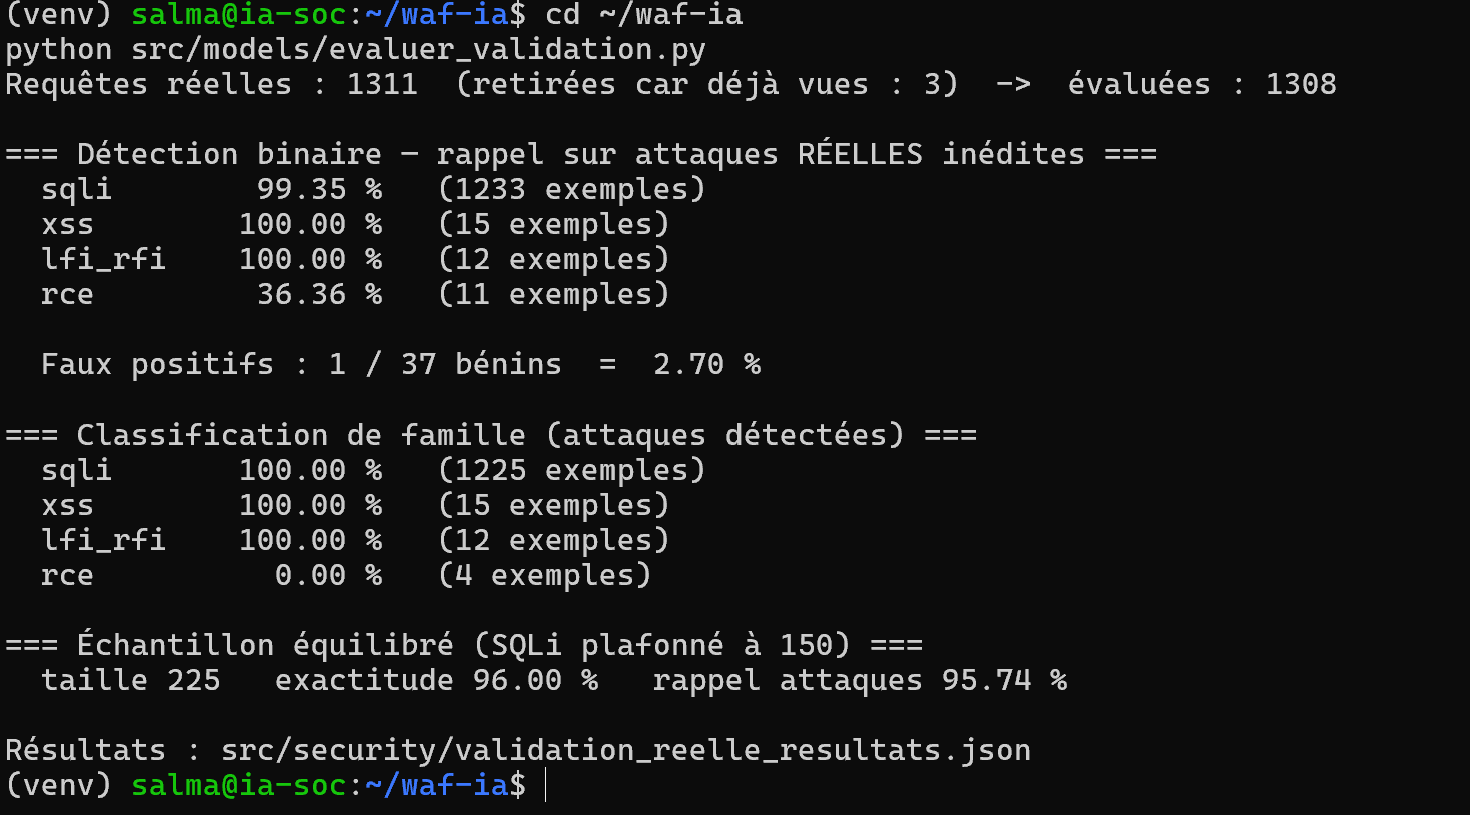 (venv) salma@ia-soc:~/waf-ia$ cd ~/waf-ia
python src/models/evaluer_validation.py
Requêtes réelles : 1311  (retirées car déjà vues : 3)  ->  évaluées : 1308
=== Détection binaire — rappel sur attaques RÉELLES inédites ===
sqli        99.35 %   (1233 exemples)
xss        100.00 %   (15 exemples)
lfi_rfi    100.00 %   (12 exemples)
rce         36.36 %   (11 exemples)
Faux positifs : 1 / 37 bénins  =  2.70 %
=== Classification de famille (attaques détectées) ===
sqli       100.00 %   (1225 exemples)
xss        100.00 %   (15 exemples)
lfi_rfi    100.00 %   (12 exemples)
rce          0.00 %   (4 exemples)
=== Échantillon équilibré (SQLi plafonné à 150) ===
taille 225   exactitude 96.00 %   rappel attaques 95.74 %
Résultats : src/security/validation_reelle_resultats.json
(venv) salma@ia-soc:~/waf-ia$